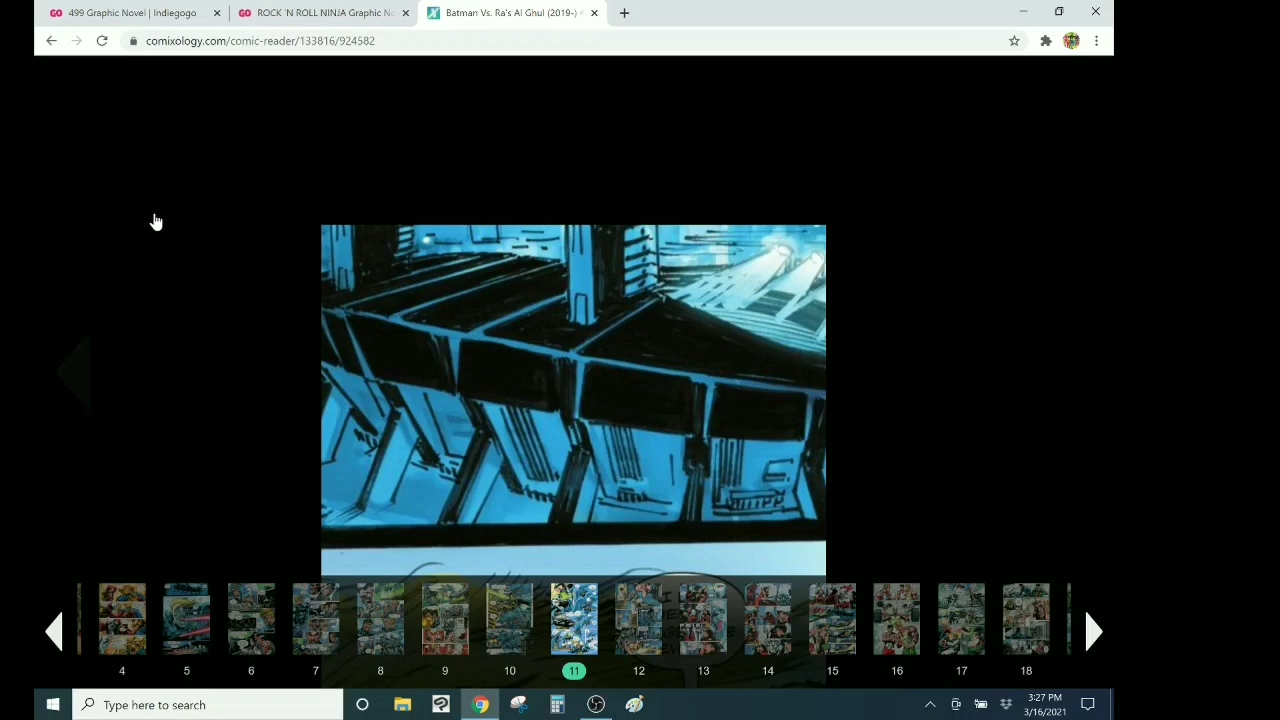 499 Graphic Novel | Indiegogo
ROCK 'N ROLL NINJA Graphic No
Batman Vs. Ra's Al Ghul (2019-) #
comixology.com/comic-reader/133816/924582
4 5 6 7 8 9 10 11 12 13 14 15 16 17 18
Type here to search
3:27 PM
3/16/2021